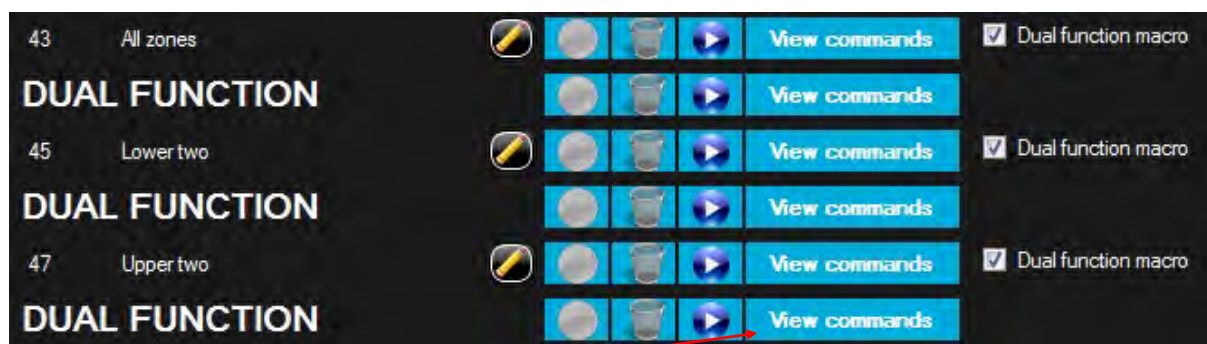 43 All zones View commands Dual function macro
DUAL FUNCTION View commands
45 Lower two View commands Dual function macro
DUAL FUNCTION View commands
47 Upper two View commands Dual function macro
DUAL FUNCTION View commands